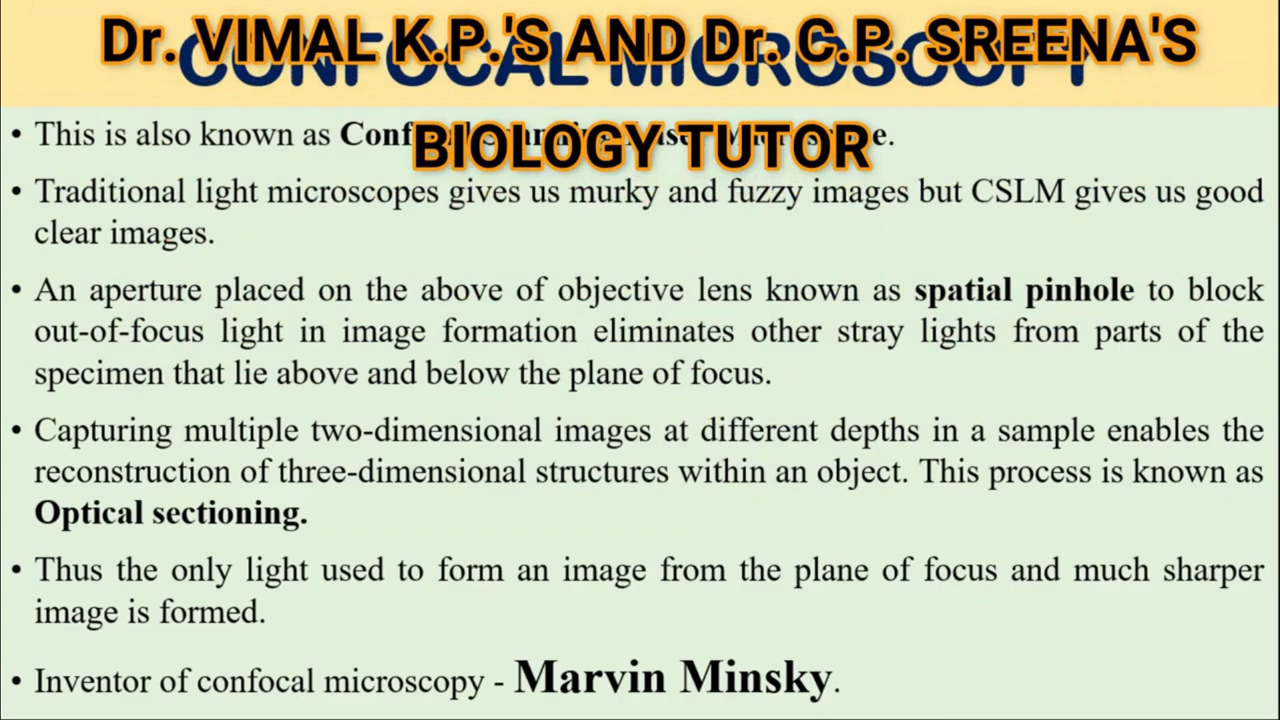 Dr. VIMAL K.P.'S AND Dr. C.P. SREENA'S
CONFOCAL MICROSCOPY
BIOLOGY TUTOR
• This is also known as
• Traditional light microscopes gives us murky and fuzzy images but CSLM gives us good
clear images.
• An aperture placed on the above of objective lens known as spatial pinhole to block
out-of-focus light in image formation eliminates other stray lights from parts of the
specimen that lie above and below the plane of focus.
• Capturing multiple two-dimensional images at different depths in a sample enables the
reconstruction of three-dimensional structures within an object. This process is known as
Optical sectioning.
• Thus the only light used to form an image from the plane of focus and much sharper
image is formed.
• Inventor of confocal microscopy - Marvin Minsky.